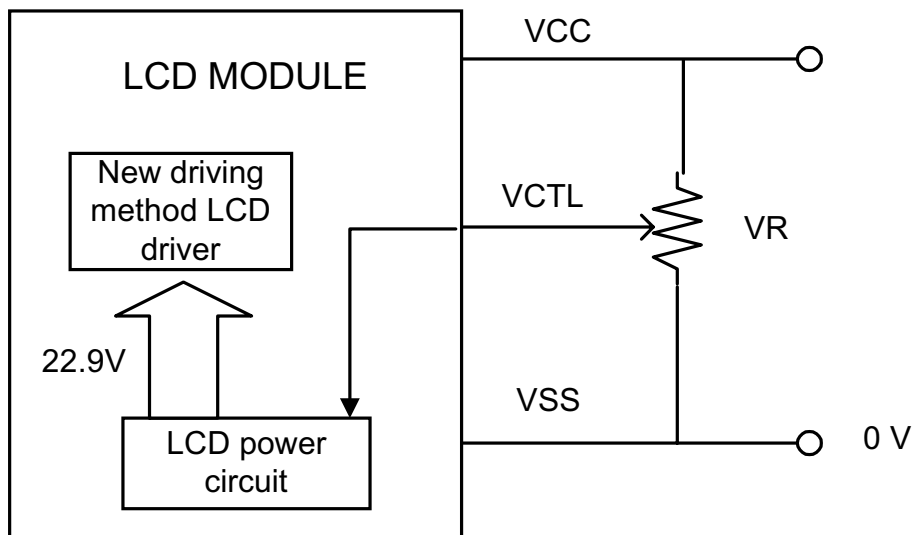 VCC
LCD MODULE
New driving
method LCD
driver
VCTL
VR
22.9V
VSS
LCD power
circuit
0 V